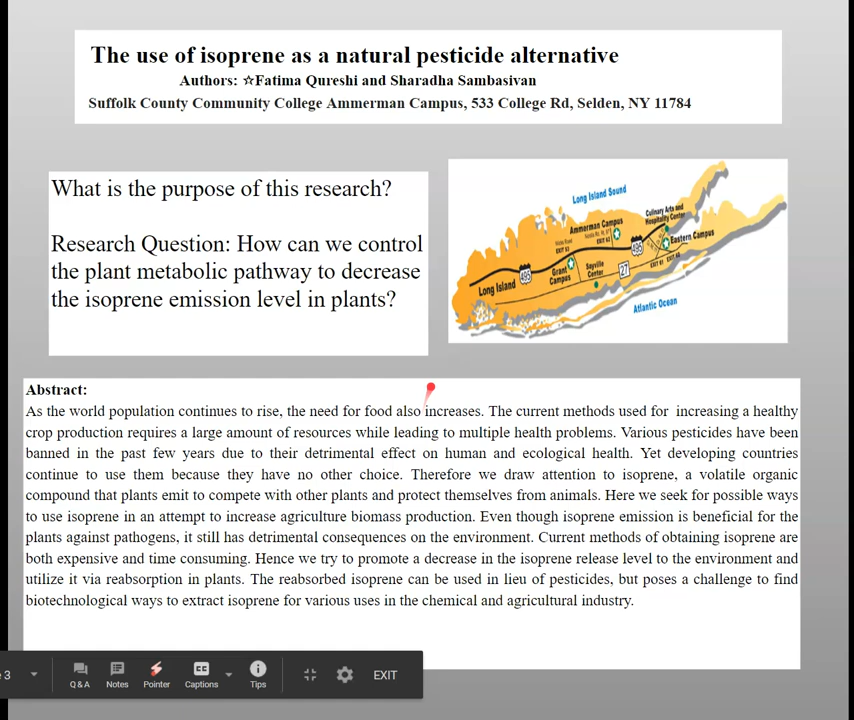 The use of isoprene as a natural pesticide alternative
Authors: ☆Fatima Qureshi and Sharadha Sambasivan
Suffolk County Community College Ammerman Campus, 533 College Rd, Selden, NY 11784
What is the purpose of this research?
Research Question: How can we control
the plant metabolic pathway to decrease
the isoprene emission level in plants?
Long Island Sound
Culinary Arts and
Hospitality Center
Ammerman Campus
EXIT 62
EXIT 63
Eastern Campus
495
495
Grant
Campus
Sayville
Center
27
Long Island
Atlantic Ocean
Abstract:
As the world population continues to rise, the need for food also increases. The current methods used for increasing a healthy
crop production requires a large amount of resources while leading to multiple health problems. Various pesticides have been
banned in the past few years due to their detrimental effect on human and ecological health. Yet developing countries
continue to use them because they have no other choice. Therefore we draw attention to isoprene, a volatile organic
compound that plants emit to compete with other plants and protect themselves from animals. Here we seek for possible ways
to use isoprene in an attempt to increase agriculture biomass production. Even though isoprene emission is beneficial for the
plants against pathogens, it still has detrimental consequences on the environment. Current methods of obtaining isoprene are
both expensive and time consuming. Hence we try to promote a decrease in the isoprene release level to the environment and
utilize it via reabsorption in plants. The reabsorbed isoprene can be used in lieu of pesticides, but poses a challenge to find
biotechnological ways to extract isoprene for various uses in the chemical and agricultural industry.
3
Q & A
Notes
Pointer
CC
Captions
Tips
EXIT